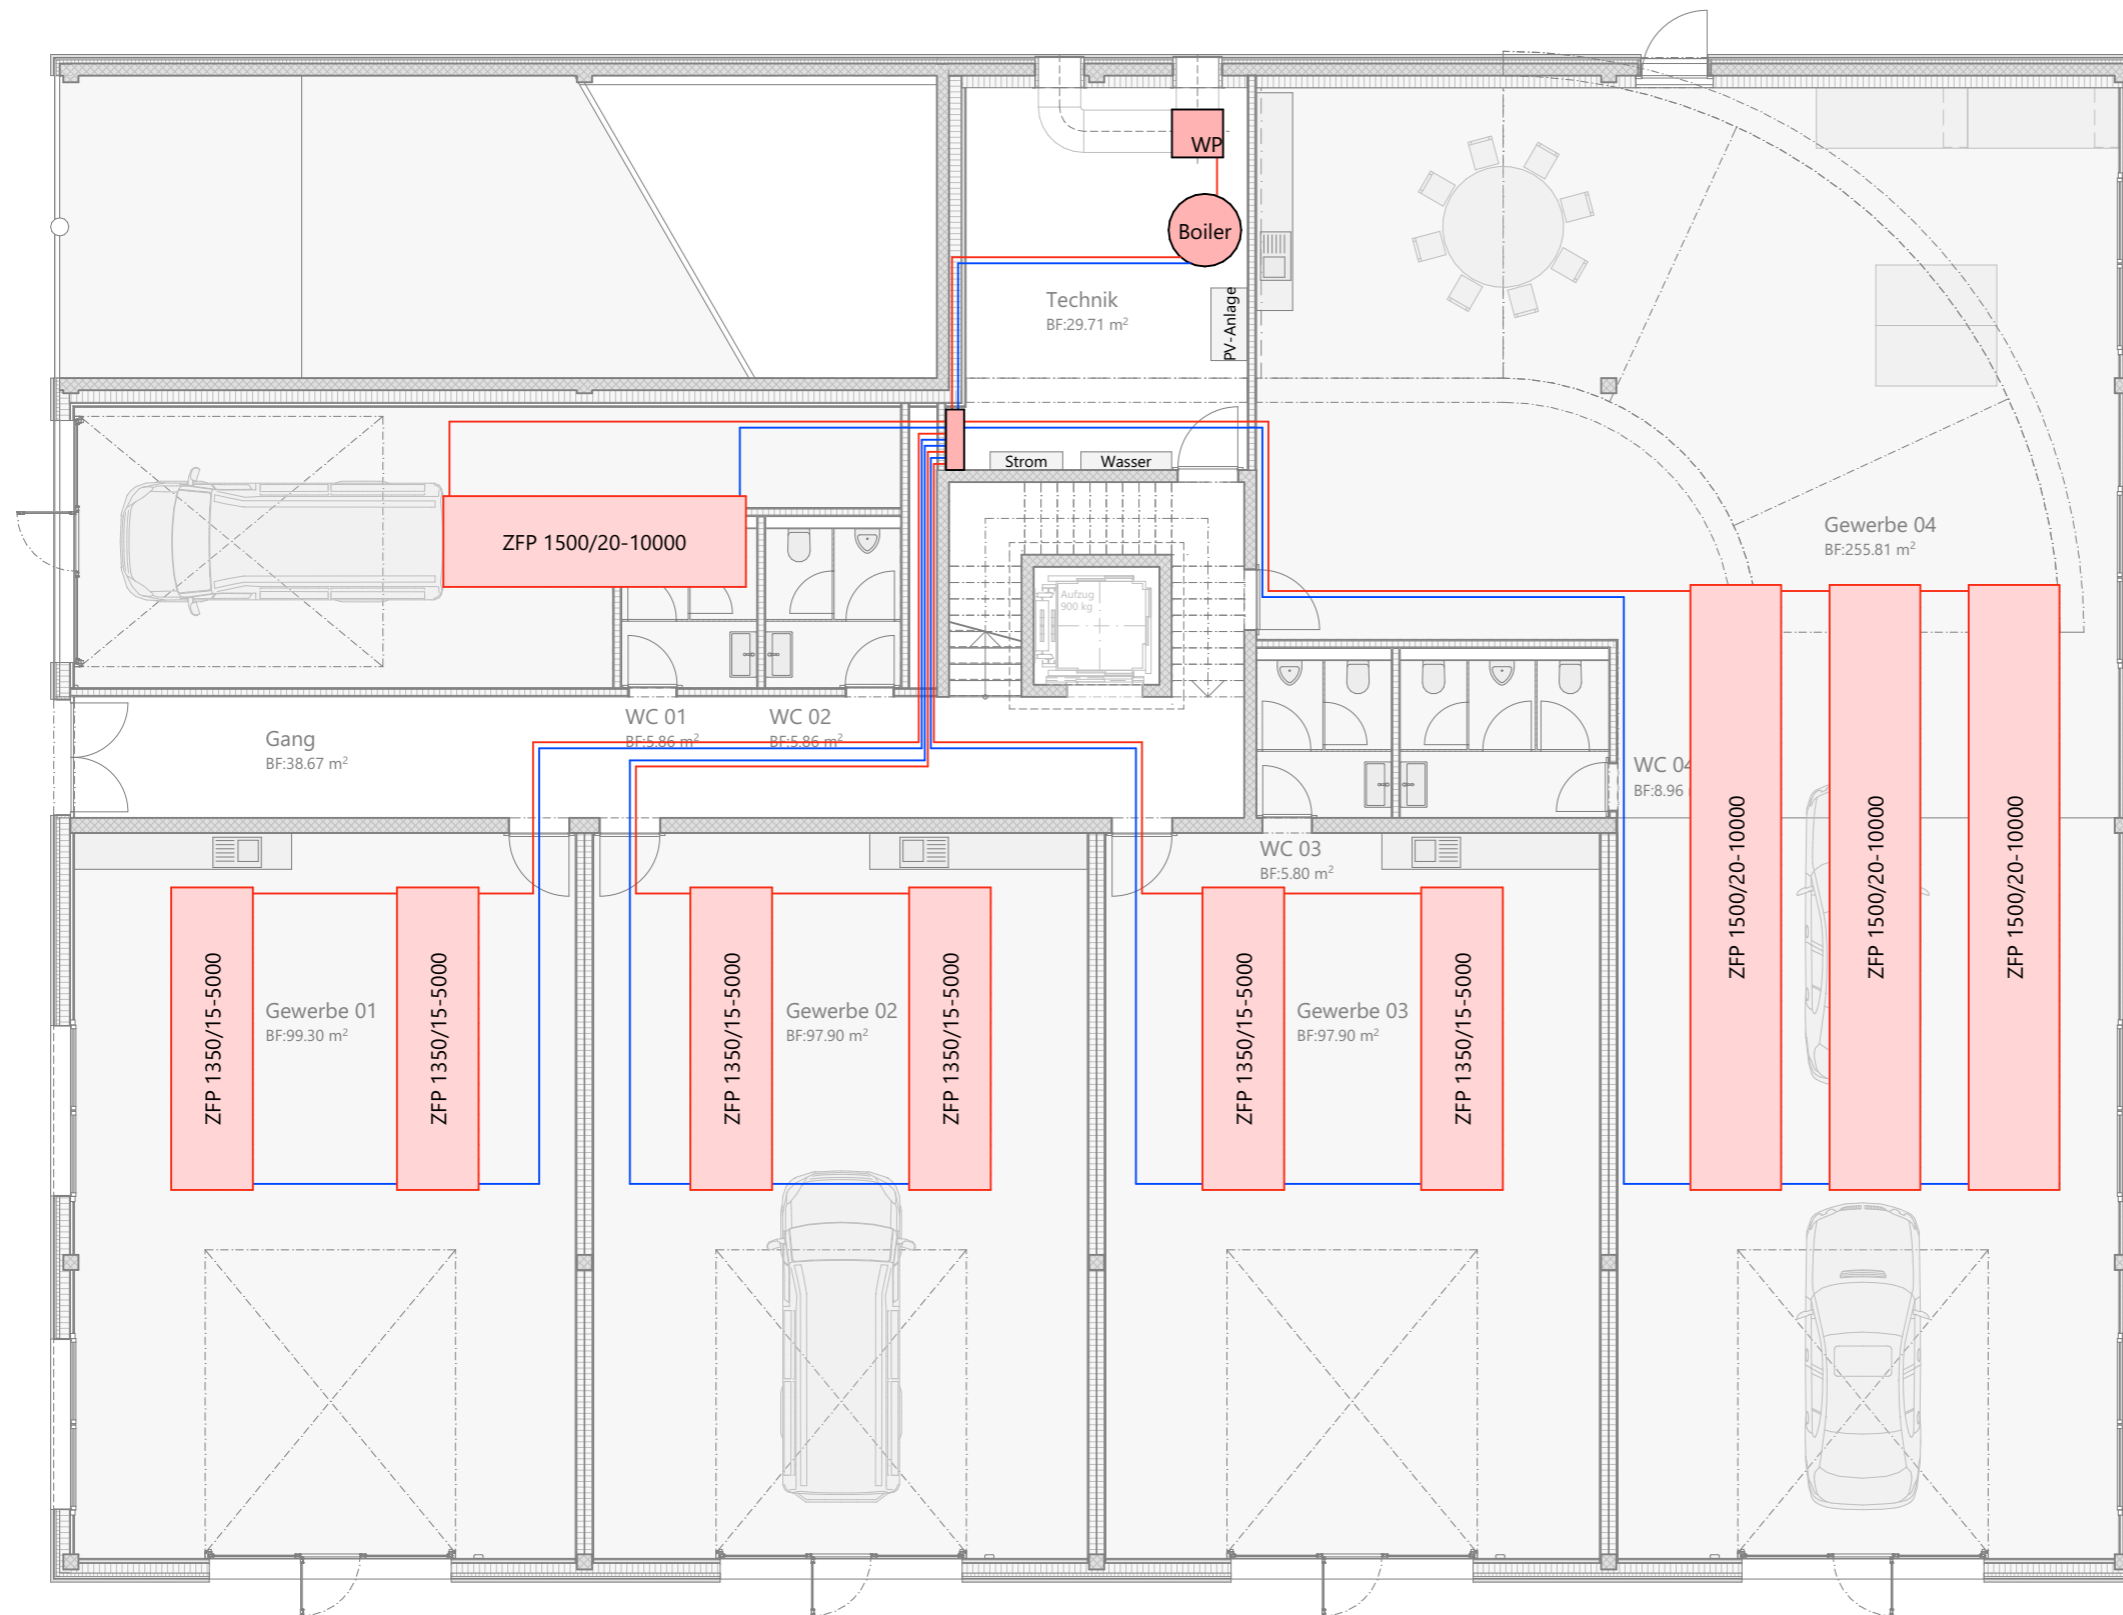 WP
Boiler
Technik
BF:29.71 m²
PV-Anlage
Strom
Wasser
ZFP 1500/20-10000
Aufzug
900 kg
Gewerbe 04
BF:255.81 m²
WC 01
BF:5.86 m²
WC 02
BF:5.86 m²
Gang
BF:38.67 m²
WC 04
BF:8.96
WC 03
BF:5.80 m²
ZFP 1500/20-10000
ZFP 1500/20-10000
ZFP 1500/20-10000
ZFP 1350/15-5000
Gewerbe 01
BF:99.30 m²
ZFP 1350/15-5000
ZFP 1350/15-5000
Gewerbe 02
BF:97.90 m²
ZFP 1350/15-5000
ZFP 1350/15-5000
Gewerbe 03
BF:97.90 m²
ZFP 1350/15-5000